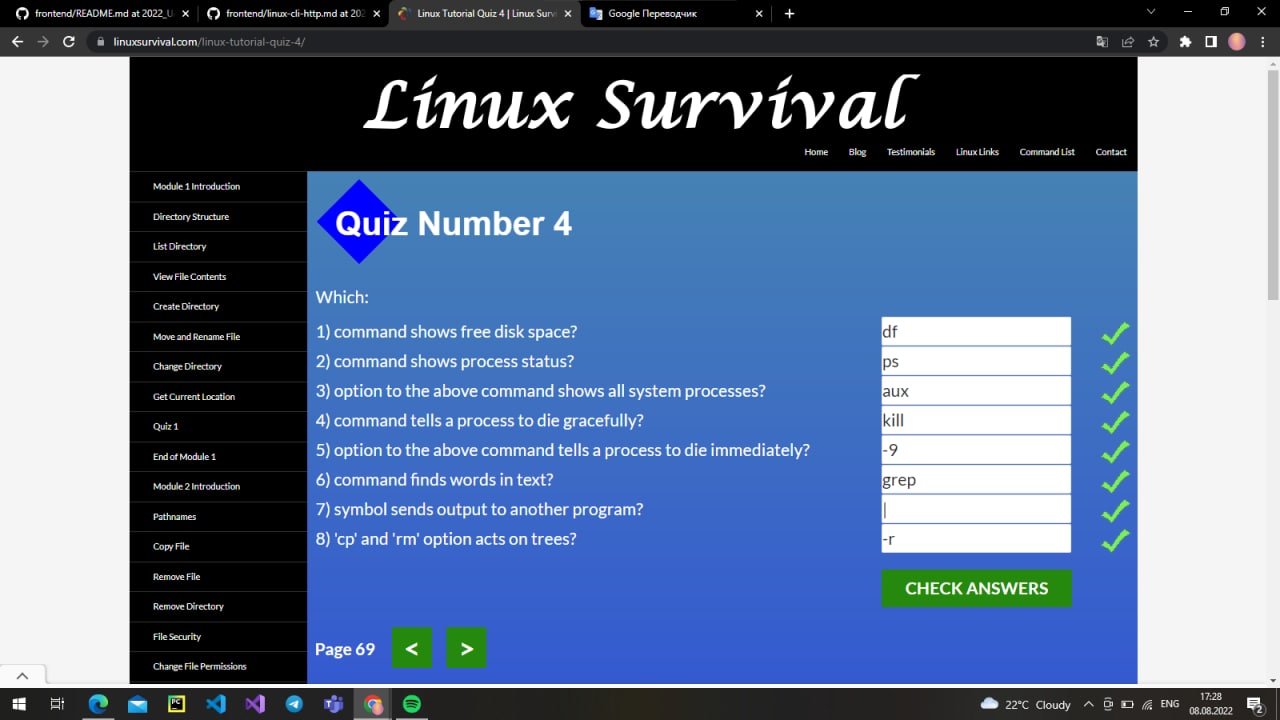 frontend/README.md at 2022_U
frontend/linux-cli-http.md at 202
Linux Tutorial Quiz 4 | Linux Surv
Google Переводчик
linuxsurvival.com/linux-tutorial-quiz-4/
Linux Survival
Home Blog Testimonials Linux Links Command List Contact
Module 1 Introduction
Directory Structure
List Directory
View File Contents
Create Directory
Move and Rename File
Change Directory
Get Current Location
Quiz 1
End of Module 1
Module 2 Introduction
Pathnames
Copy File
Remove File
Remove Directory
File Security
Change File Permissions
Quiz Number 4
Which:
1) command shows free disk space? df
2) command shows process status? ps
3) option to the above command shows all system processes? aux
4) command tells a process to die gracefully? kill
5) option to the above command tells a process to die immediately? -9
6) command finds words in text? grep
7) symbol sends output to another program? |
8) 'cp' and 'rm' option acts on trees? -r
CHECK ANSWERS
Page 69 < >
22°C Cloudy ENG 17:28
08.08.2022 2